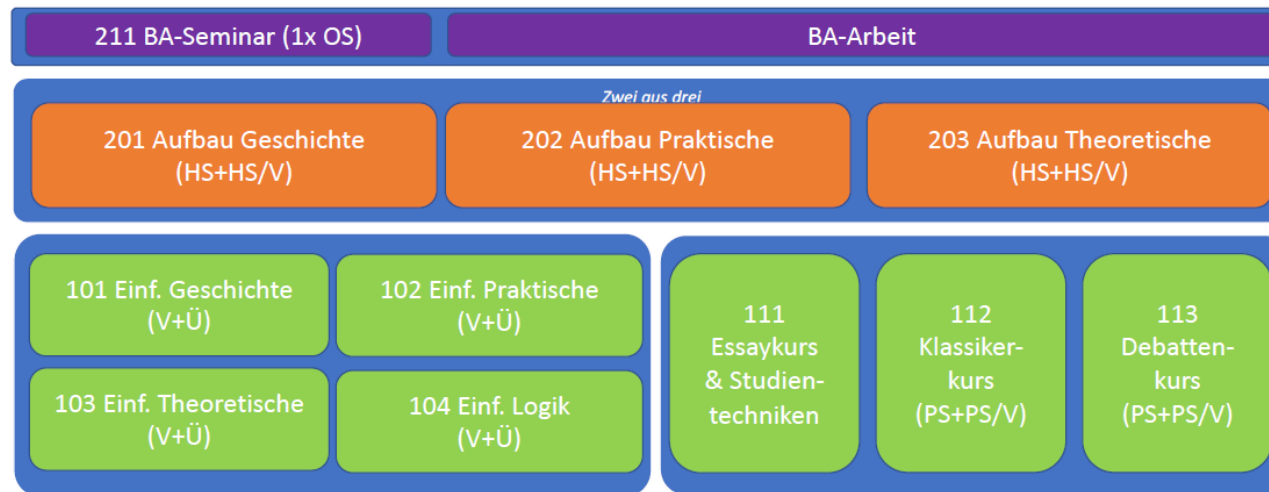 211 BA-Seminar (1x OS)
BA-Arbeit
Zwei aus drei
201 Aufbau Geschichte
(HS+HS/V)
202 Aufbau Praktische
(HS+HS/V)
203 Aufbau Theoretische
(HS+HS/V)
101 Einf. Geschichte
(V+Ü)
102 Einf. Praktische
(V+Ü)
103 Einf. Theoretische
(V+Ü)
104 Einf. Logik
(V+Ü)
111
Essaykurs
& Studien-
techniken
112
Klassiker-
kurs
(PS+PS/V)
113
Debatten-
kurs
(PS+PS/V)